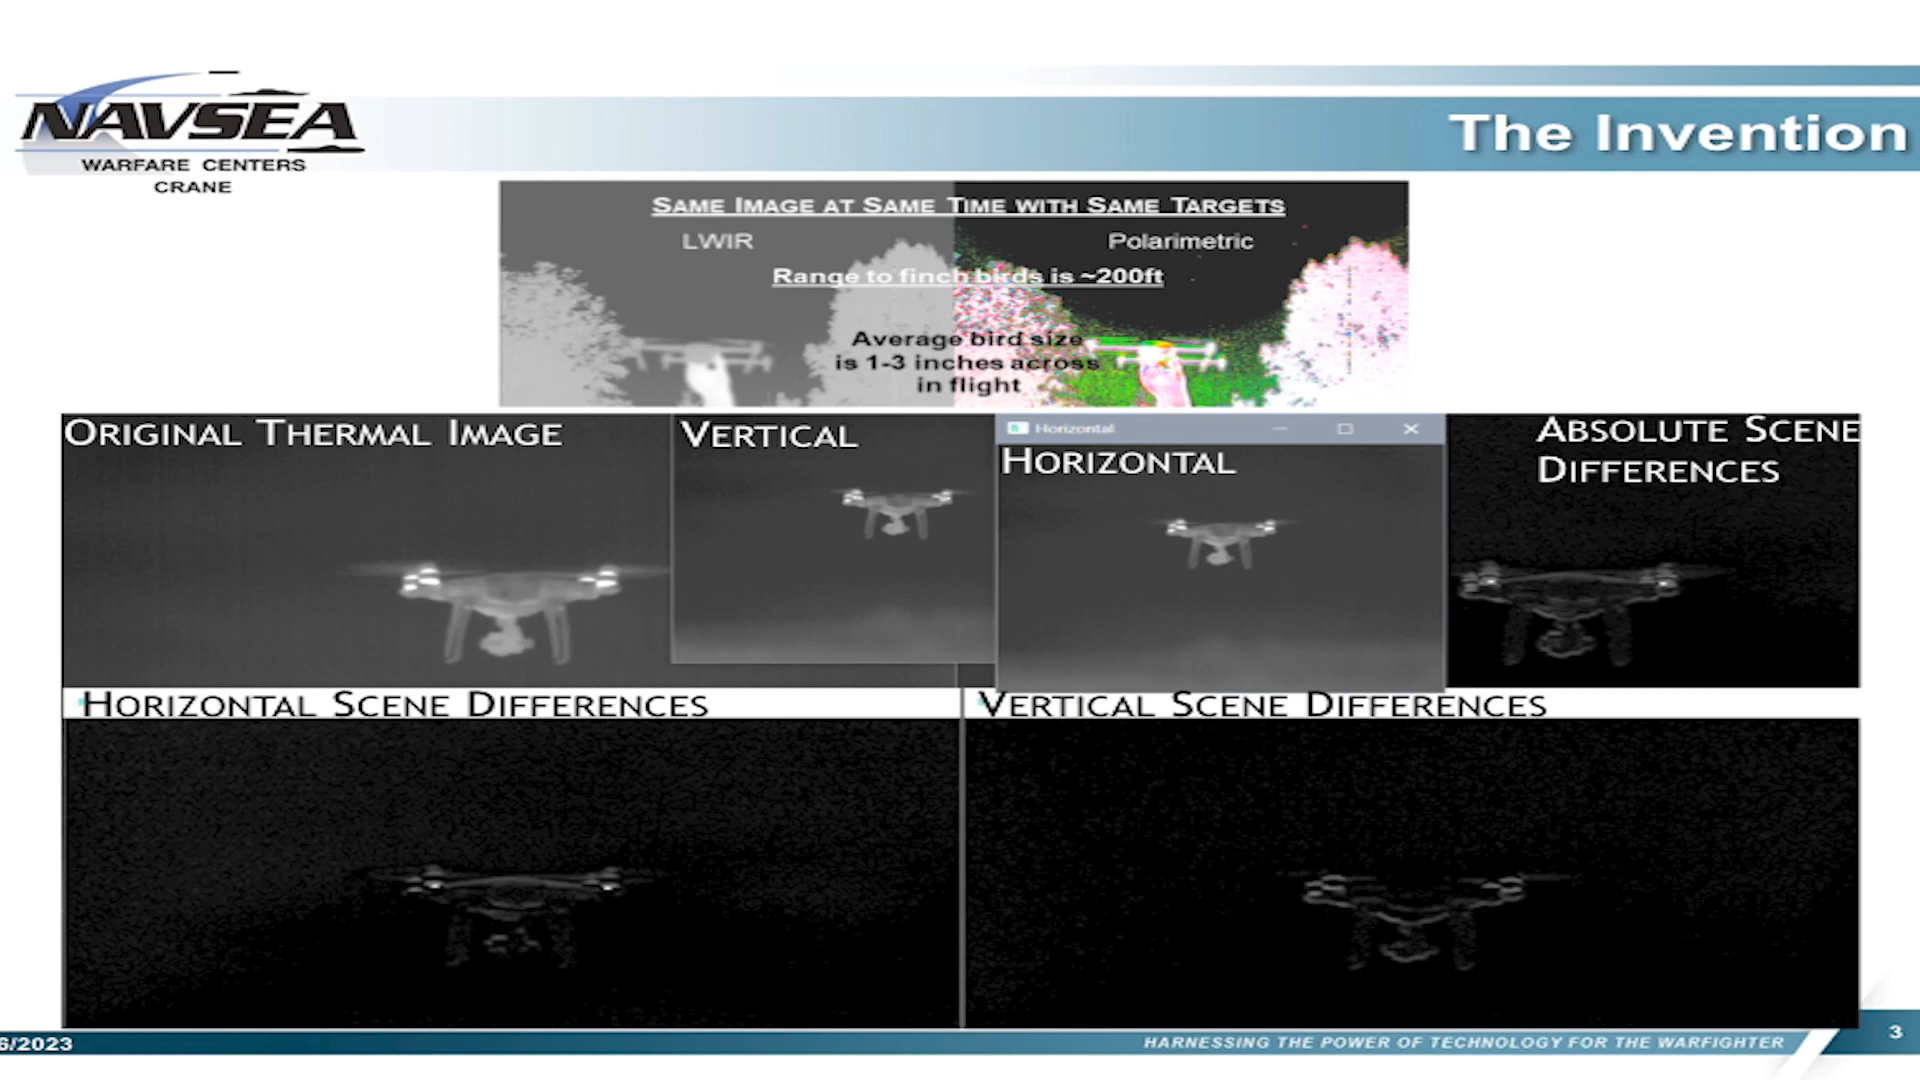 NAVSEA
WARFARE CENTERS
CRANE
The Invention
SAME IMAGE AT SAME TIME WITH SAME TARGETS
LWIR
Polarimetric
Range to finch birds is ~200ft
Average bird size
is 1-3 inches across
in flight
ORIGINAL THERMAL IMAGE
VERTICAL
Horizontal
HORIZONTAL
ABSOLUTE SCENE
DIFFERENCES
HORIZONTAL SCENE DIFFERENCES
VERTICAL SCENE DIFFERENCES
6/2023
HARNESSING THE POWER OF TECHNOLOGY FOR THE WARFIGHTER
3